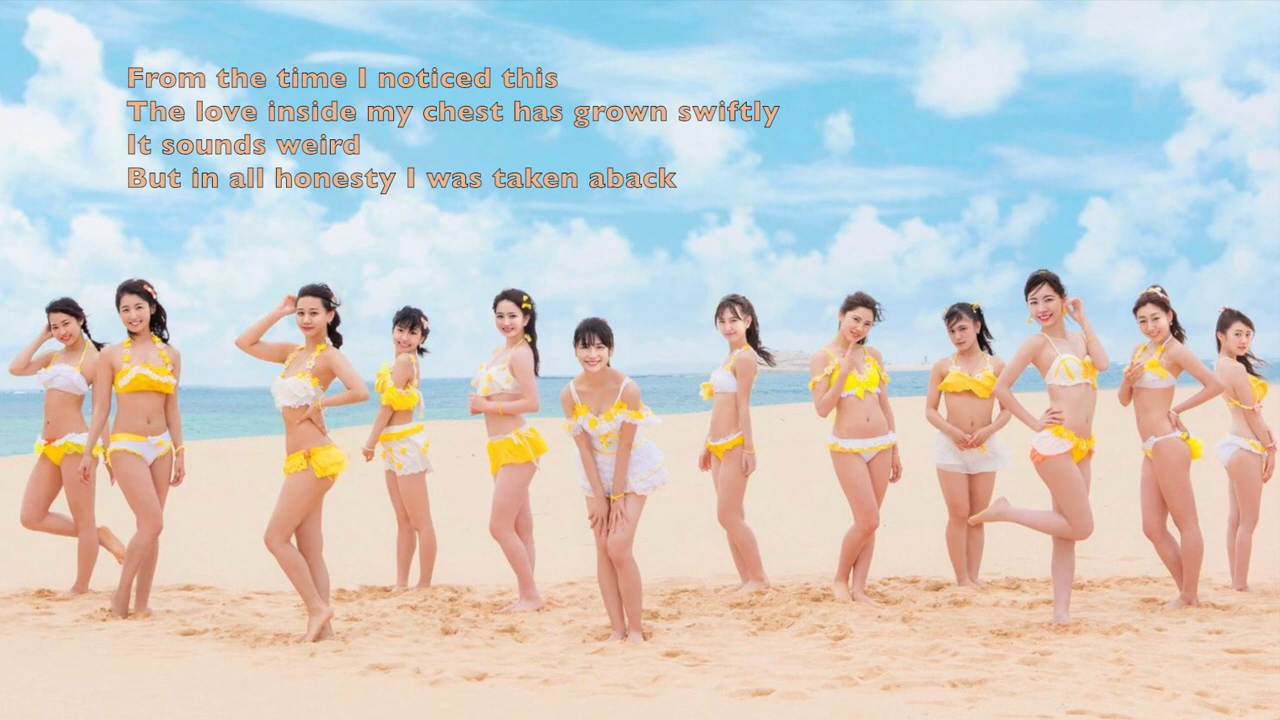 From the time I noticed this
The love inside my chest has grown swiftly
It sounds weird
But in all honesty I was taken aback